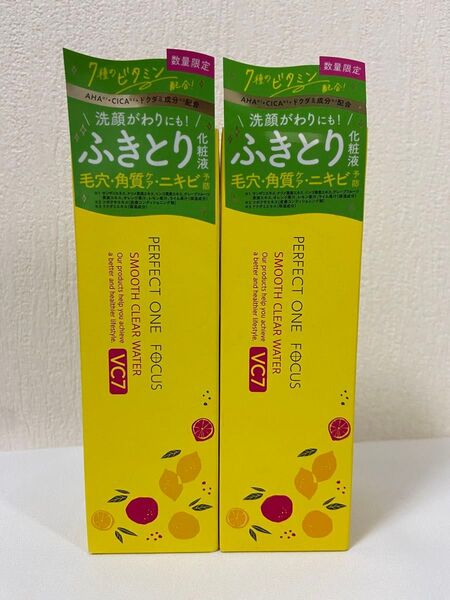 数量限定
7種のビタミン配合!
AHA※1・CICA※2・ドクダミ成分※3配合
洗顔がわりにも!
ふきとり化粧液
毛穴・角質ケア・ニキビ予防
PERFECT ONE FOCUS
SMOOTH CLEAR WATER
Our products help you achieve
a better and healthier lifestyle.
VC7
数量限定
7種のビタミン配合!
AHA※1・CICA※2・ドクダミ成分※3配合
洗顔がわりにも!
ふきとり化粧液
毛穴・角質ケア・ニキビ予防
PERFECT ONE FOCUS
SMOOTH CLEAR WATER
Our products help you achieve
a better and healthier lifestyle.
VC7